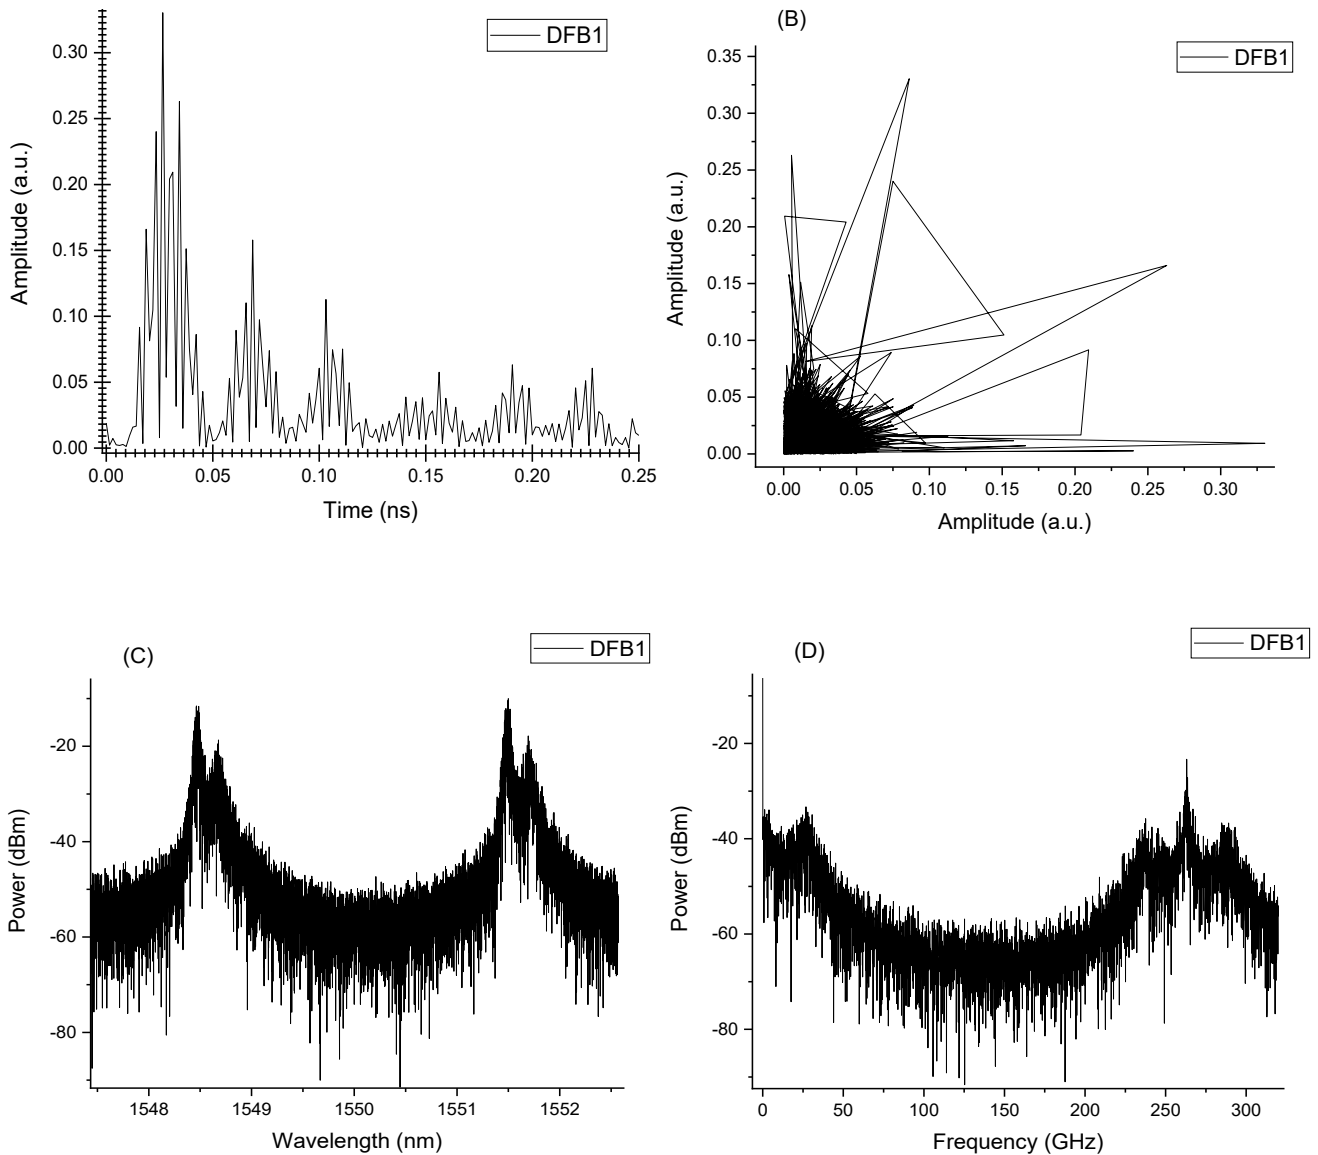 DFB1
0.30
0.25
0.20
0.15
0.10
0.05
0.00
Amplitude (a.u.)
0.00 0.05 0.10 0.15 0.20 0.25
Time (ns)
(B)
DFB1
0.35
0.30
0.25
0.20
0.15
0.10
0.05
0.00
Amplitude (a.u.)
0.00 0.05 0.10 0.15 0.20 0.25 0.30
Amplitude (a.u.)
(C)
DFB1
-20
-40
-60
-80
Power (dBm)
1548 1549 1550 1551 1552
Wavelength (nm)
(D)
DFB1
-20
-40
-60
-80
Power (dBm)
0 50 100 150 200 250 300
Frequency (GHz)